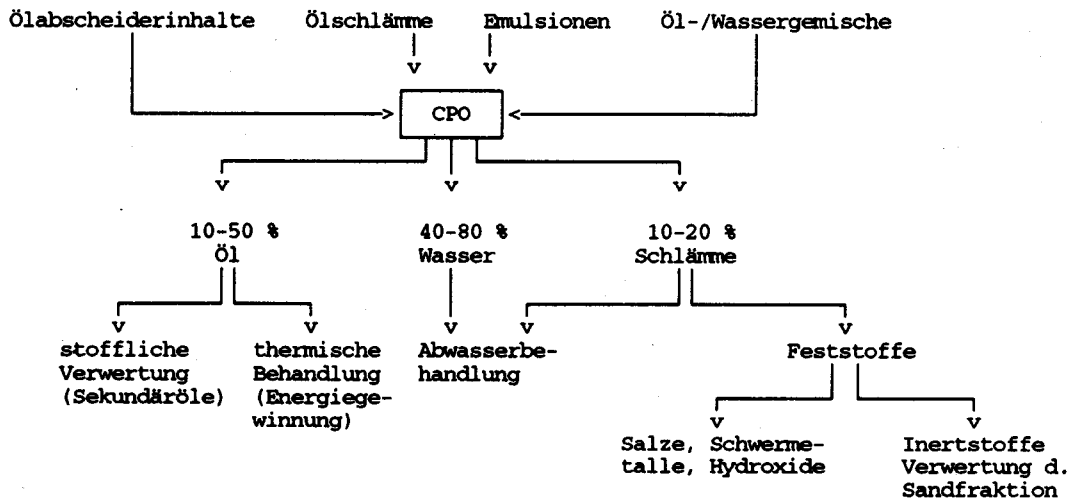 Ölabscheiderinhalte Ölschlämme Emulsionen Öl-/Wassergemische
CPO
10-50 % 40-80 % 10-20 %
Öl Wasser Schlämme
stoffliche
Verwertung
(Sekundäröle)
thermische
Behandlung
(Energiege-
winnung)
Abwasserbe-
handlung
Feststoffe
Salze, Schwerme-
talle, Hydroxide
Inertstoffe
Verwertung d.
Sandfraktion